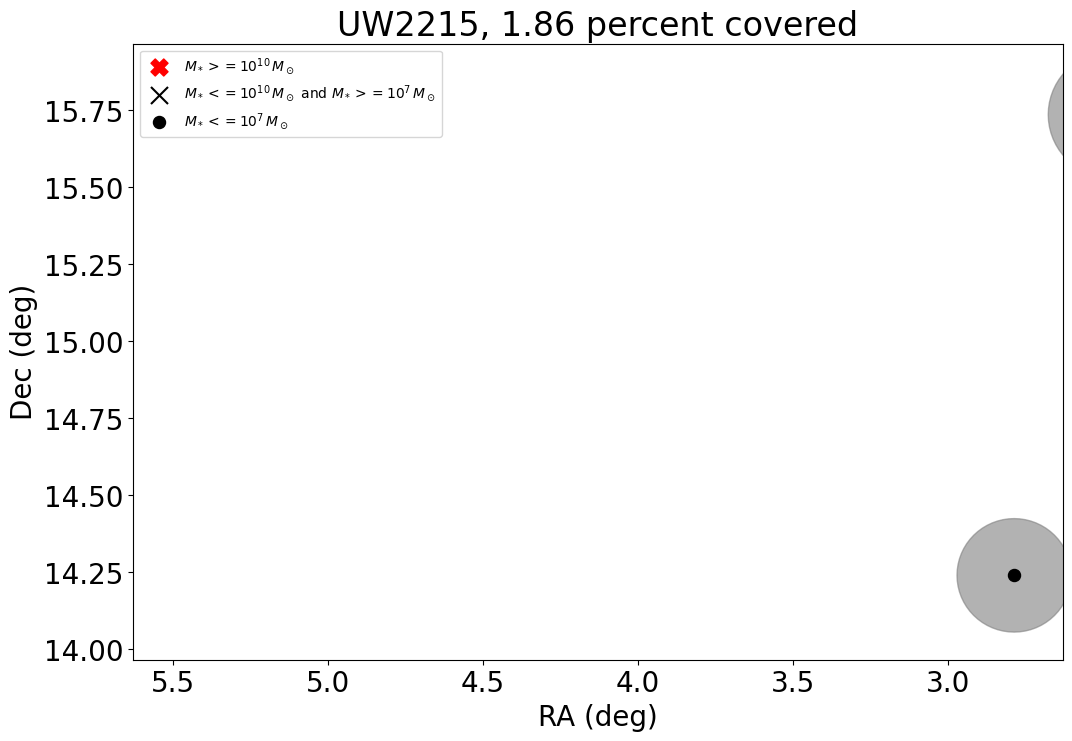 UW2215, 1.86 percent covered
M* >= 10^10 M⊙
M* <= 10^10 M⊙ and M* >= 10^7 M⊙
M* <= 10^7 M⊙
15.75
15.50
15.25
15.00
14.75
14.50
14.25
14.00
Dec (deg)
5.5 5.0 4.5 4.0 3.5 3.0
RA (deg)